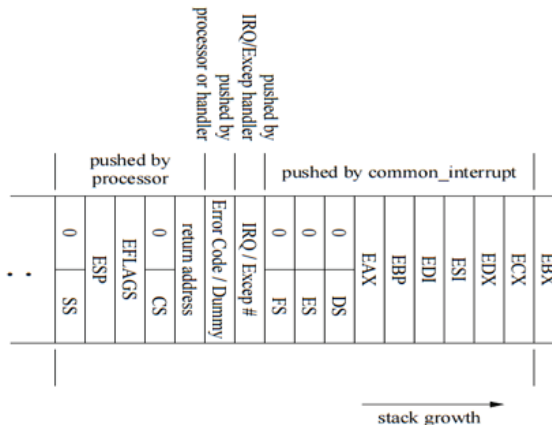 pushed by
IRQ/Excep handler
pushed by
processor or handler
pushed by
processor
pushed by common_interrupt
0
SS
ESP
EFLAGS
0
CS
return address
Error Code / Dummy
IRQ / Excep #
0
FS
0
ES
0
DS
EAX
EBP
EDI
ESI
EDX
ECX
EBX
stack growth